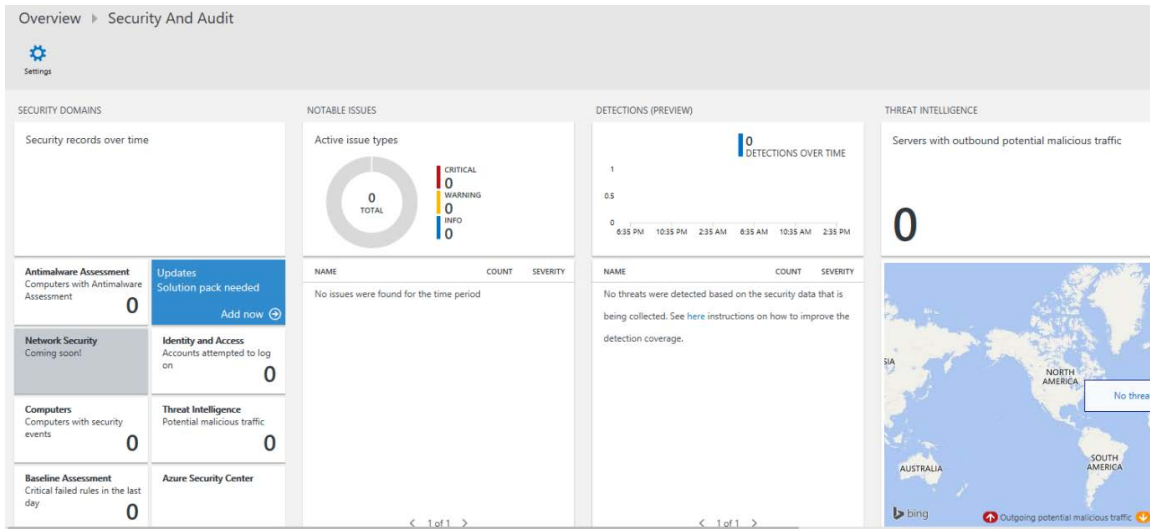 Overview ▸ Security And Audit
Settings
SECURITY DOMAINS
Security records over time
Antimalware Assessment
Computers with Antimalware
Assessment
0
Updates
Solution pack needed
Add now
Network Security
Coming soon!
Identity and Access
Accounts attempted to log
on
0
Computers
Computers with security
events
0
Threat Intelligence
Potential malicious traffic
0
Baseline Assessment
Critical failed rules in the last
day
0
Azure Security Center
NOTABLE ISSUES
Active issue types
0
TOTAL
CRITICAL
0
WARNING
0
INFO
0
NAME COUNT SEVERITY
No issues were found for the time period
< 1 of 1 >
DETECTIONS (PREVIEW)
0
DETECTIONS OVER TIME
1
0.5
0
6:35 PM 10:35 PM 2:35 AM 6:35 AM 10:35 AM 2:35 PM
NAME COUNT SEVERITY
No threats were detected based on the security data that is
being collected. See here instructions on how to improve the
detection coverage.
< 1 of 1 >
THREAT INTELLIGENCE
Servers with outbound potential malicious traffic
0
SIA
NORTH
AMERICA
No threa
SOUTH
AMERICA
AUSTRALIA
bing
Outgoing potential malicious traffic